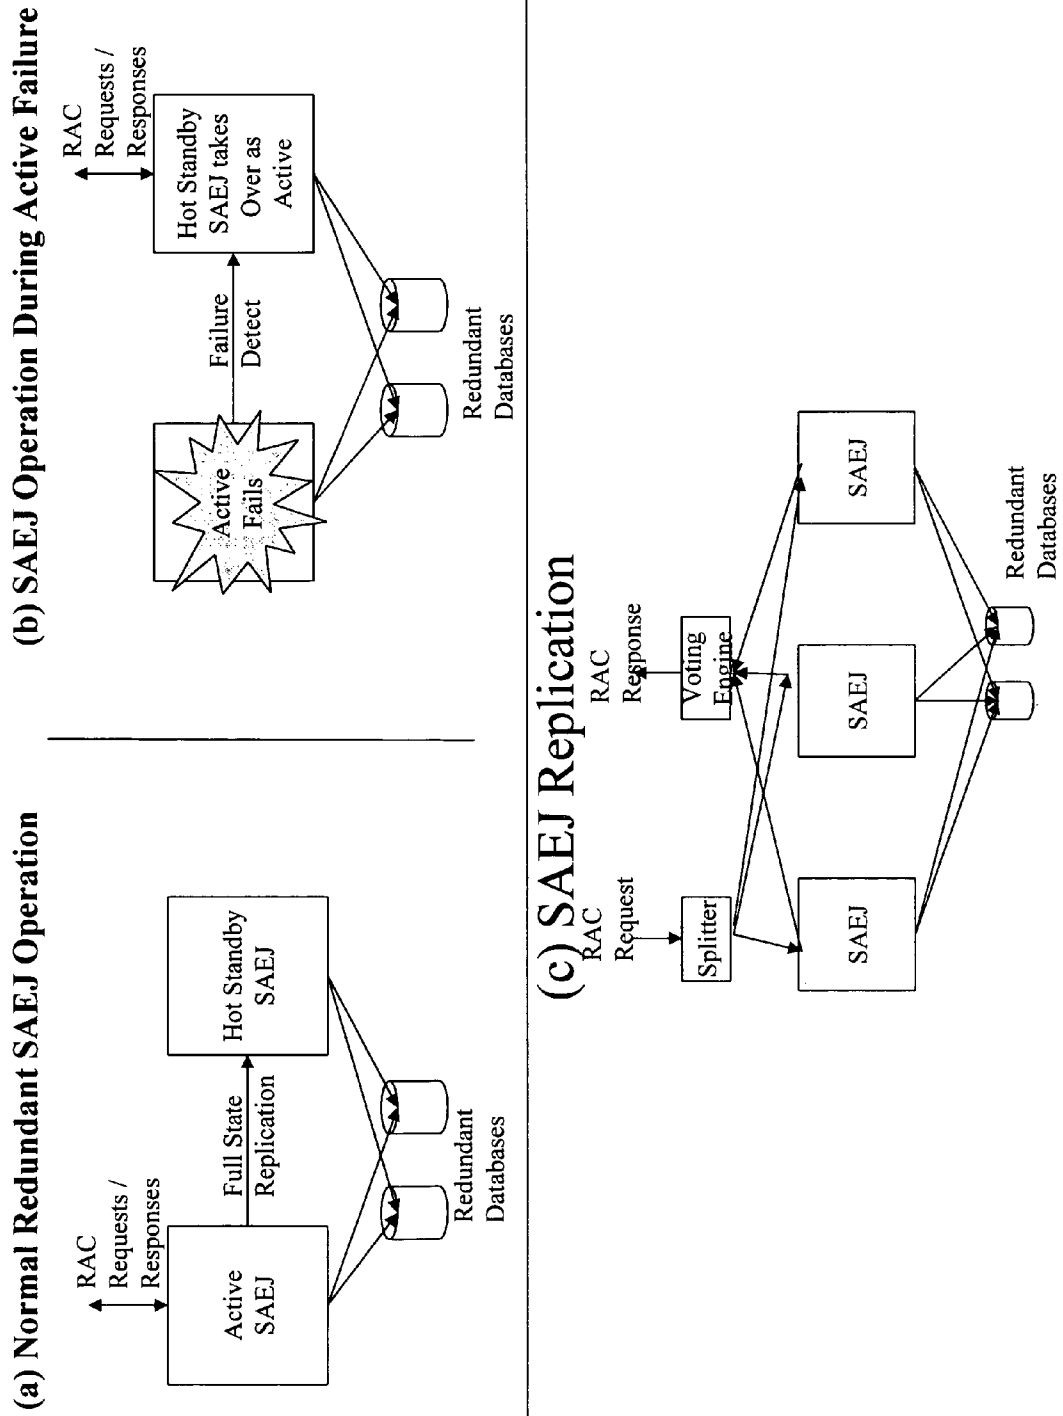 (a) Normal Redundant SAEJ Operation
RAC
Requests /
Responses
Active
SAEJ
Full State
Replication
Hot Standby
SAEJ
Redundant
Databases
(b) SAEJ Operation During Active Failure
Active
Fails
Failure
Detect
RAC
Requests /
Responses
Hot Standby
SAEJ takes
Over as
Active
Redundant
Databases
(c) SAEJ Replication
RAC
Request
Splitter
RAC
Response
Voting
Engine
SAEJ
SAEJ
SAEJ
Redundant
Databases